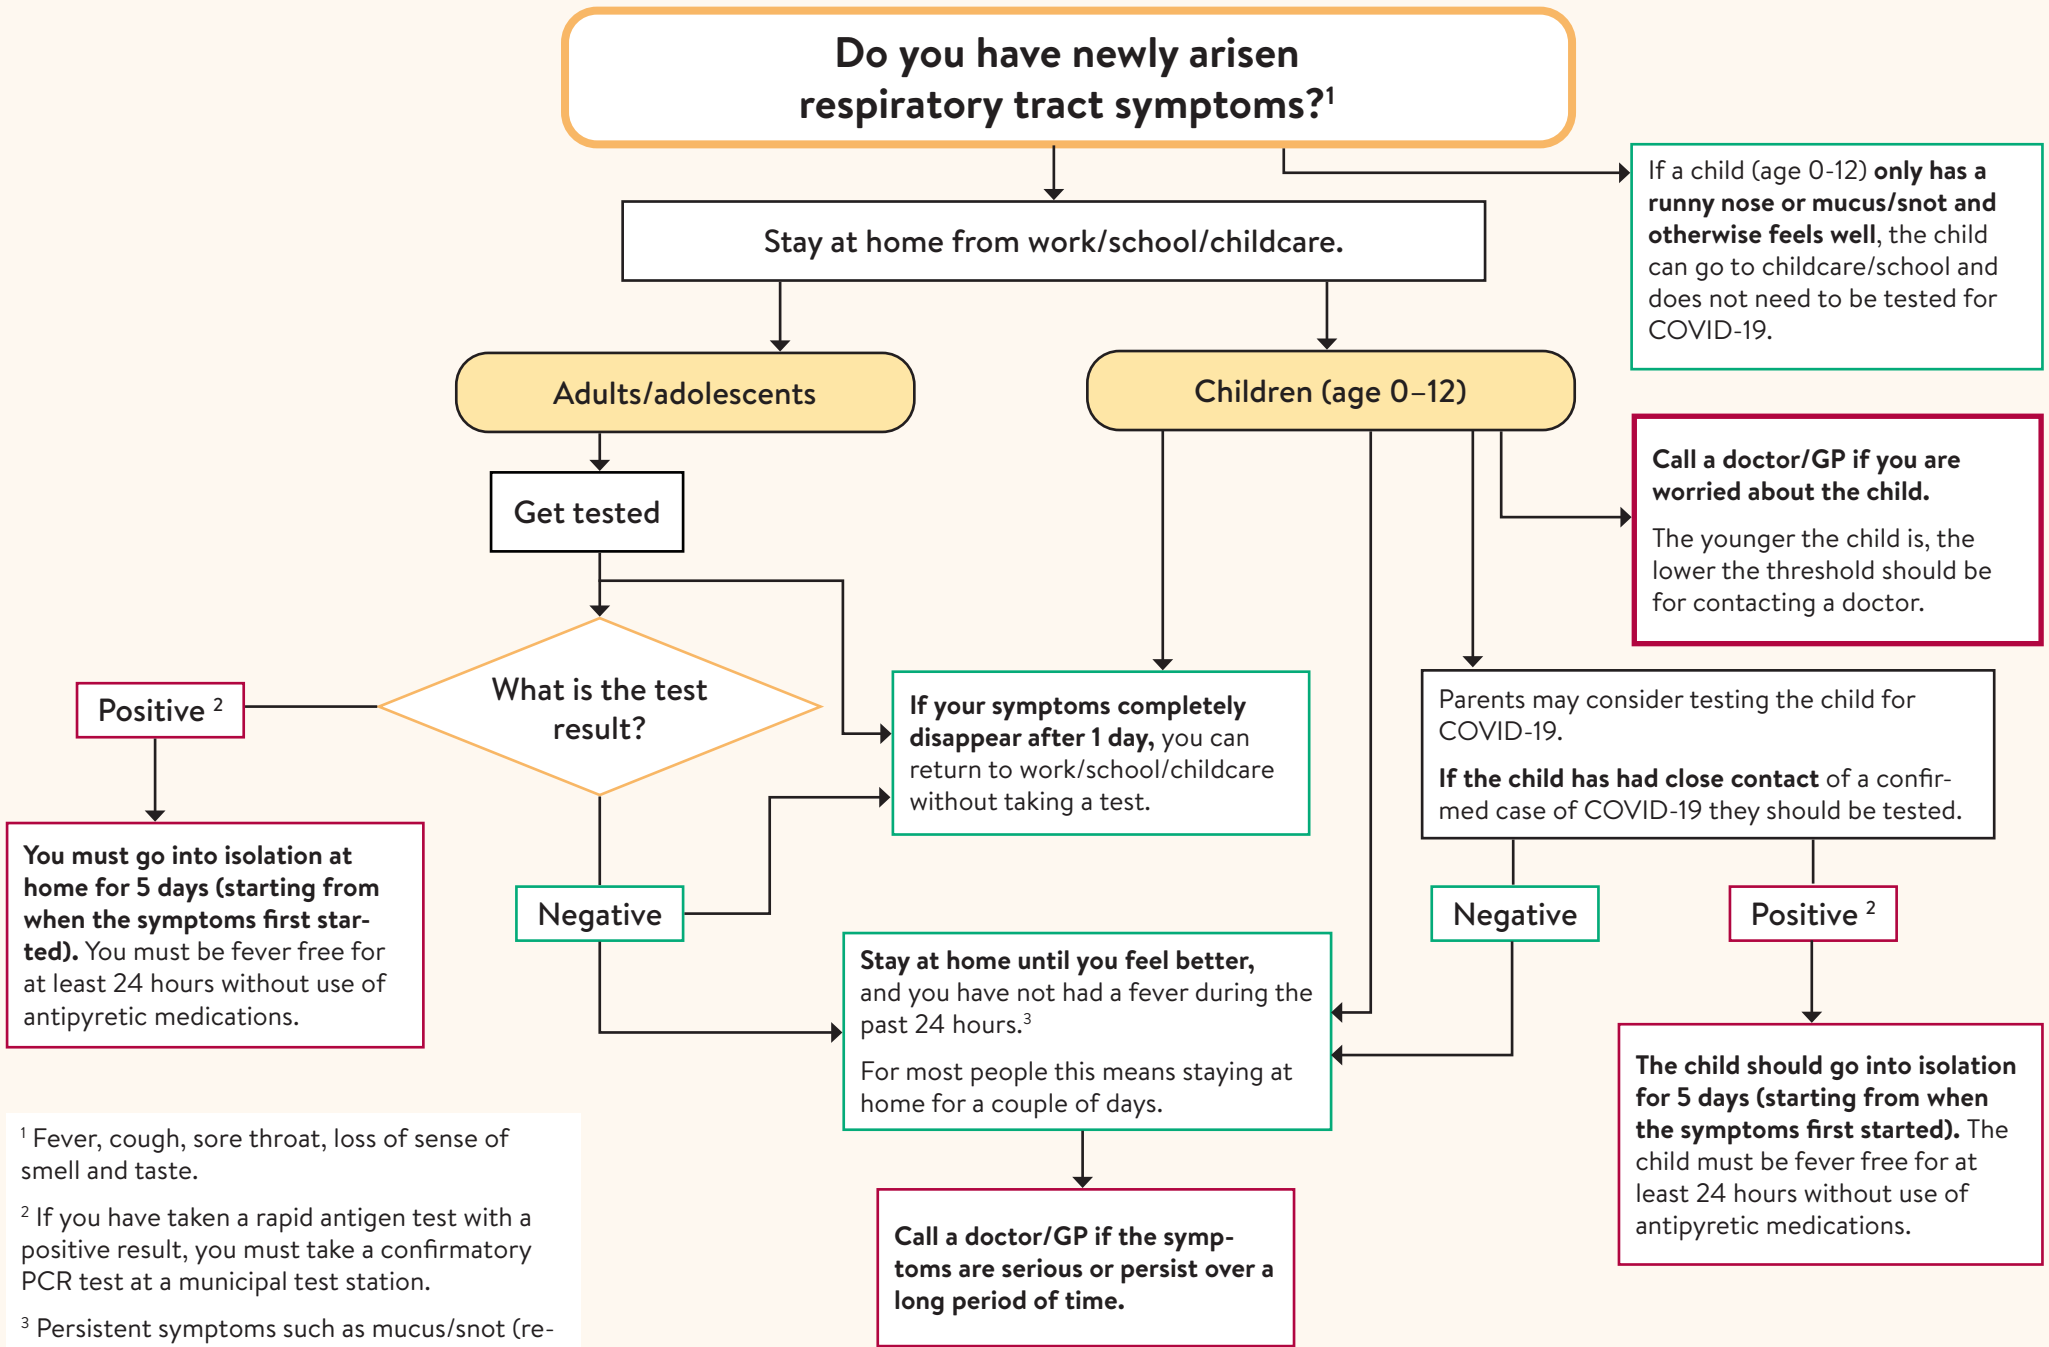 Do you have newly arisen
respiratory tract symptoms?¹
If a child (age 0-12) only has a
runny nose or mucus/snot and
otherwise feels well, the child
can go to childcare/school and
does not need to be tested for
COVID-19.
Stay at home from work/school/childcare.
Adults/adolescents
Children (age 0–12)
Call a doctor/GP if you are
worried about the child.
The younger the child is, the
lower the threshold should be
for contacting a doctor.
Get tested
What is the test
result?
Positive ²
If your symptoms completely
disappear after 1 day, you can
return to work/school/childcare
without taking a test.
Parents may consider testing the child for
COVID-19.
If the child has had close contact of a confir-
med case of COVID-19 they should be tested.
You must go into isolation at
home for 5 days (starting from
when the symptoms first star-
ted). You must be fever free for
at least 24 hours without use of
antipyretic medications.
Negative
Negative
Positive ²
Stay at home until you feel better,
and you have not had a fever during the
past 24 hours.³
For most people this means staying at
home for a couple of days.
The child should go into isolation
for 5 days (starting from when
the symptoms first started). The
child must be fever free for at
least 24 hours without use of
antipyretic medications.
Call a doctor/GP if the symp-
toms are serious or persist over a
long period of time.
¹ Fever, cough, sore throat, loss of sense of
smell and taste.
² If you have taken a rapid antigen test with a
positive result, you must take a confirmatory
PCR test at a municipal test station.
³ Persistent symptoms such as mucus/snot (re-